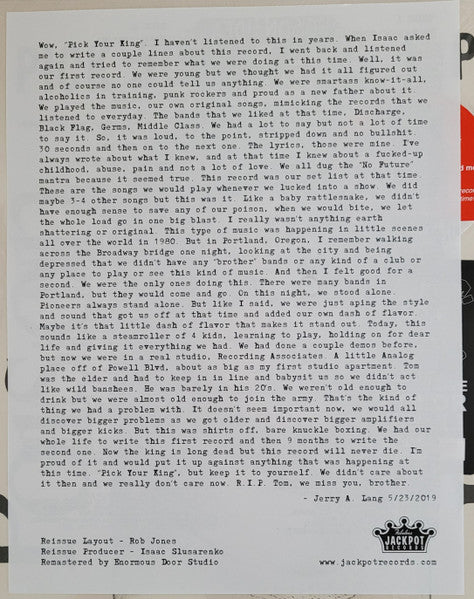 Wow, "Pick Your King". I haven't listened to this in years. When Isaac asked
me to write a couple lines about this record, I went back and listened
again and tried to remember what we were doing at this time. Well, it was
our first record. We were young but we thought we had it all figured out
and of course no one could tell us anything. We were smartass know-it-all,
alcoholics in training, punk rockers and proud as a new father about it.
We played the music, our own original songs, mimicking the records that we
listened to everyday. The bands that we liked at that time, Discharge,
Black Flag, Germs, Middle Class. We had a lot to say but not a lot of time
to say it. So, it was loud, to the point, stripped down and no bullshit.
30 seconds and then on to the next one. The lyrics, those were mine. I've
always wrote about what I knew, and at that time I knew about a fucked-up
childhood, abuse, pain and not a lot of love. We all dug the 'No Future'
mantra because it seemed true. This record was our set list at that time.
These are the songs we would play whenever we lucked into a show. We did
maybe 3-4 other songs but this was it. Like a baby rattlesnake, we didn't
have enough sense to save any of our poison, when we would bite, we let
the whole load go in one big blast. I really wasn't anything earth
shattering or original. This type of music was happening in little scenes
all over the world in 1980. But in Portland, Oregon, I remember walking
across the Broadway bridge one night, looking at the city and being
depressed that we didn't have any 'brother' bands or any kind of a club or
any place to play or see this kind of music. And then I felt good for a
second. We were the only ones doing this. There were many bands in
Portland, but they would come and go. On this night, we stood alone.
Pioneers always stand alone. But like I said, we were just aping the style
and sound that got us off at that time and added our own dash of flavor.
Maybe it's that little dash of flavor that makes it stand out. Today, this
sounds like a steamroller of 4 kids, learning to play, holding on for dear
life and giving it everything we had. We had done a couple demos before,
but now we were in a real studio, Recording Associates. A little Analog
place off of Powell Blvd, about as big as my first studio apartment. Tom
was the elder and had to keep in in line and babysit us so we didn't act
like wild banshees. He was barely in his 20's. We weren't old enough to
drink but we were almost old enough to join the army. That's the kind of
thing we had a problem with. It doesn't seem important now, we would all
discover bigger problems as we got older and discover bigger amplifiers
and bigger kicks. But this was shirts off, bare knuckle boxing. We had our
whole life to write this first record and then 9 months to write the
second one. Now the king is long dead but this record will never die. I'm
proud of it and would put it up against anything that was happening at
this time. "Pick Your King", but keep it to yourself. We didn't care about
it then and we really don't care now. R.I.P. Tom, we miss you, brother.
- Jerry A. Lang 5/23/2019
Reissue Layout - Rob Jones
Reissue Producer - Isaac Slusarenko
Remastered by Enormous Door Studio
JACKPOT
RECORDS
www.jackpotrecords.com